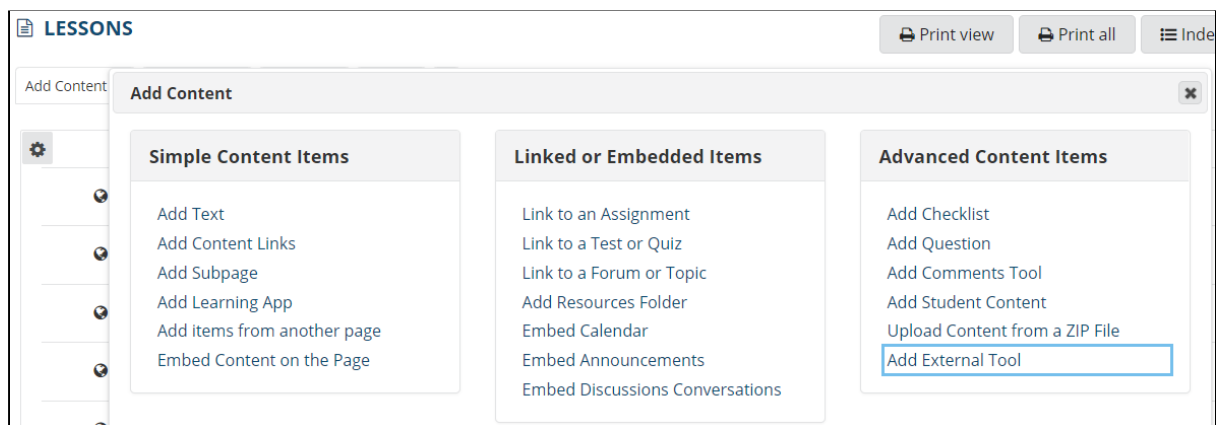 LESSONS
Print view
Print all
Inde
Add Content
Add Content
Simple Content Items
Add Text
Add Content Links
Add Subpage
Add Learning App
Add items from another page
Embed Content on the Page
Linked or Embedded Items
Link to an Assignment
Link to a Test or Quiz
Link to a Forum or Topic
Add Resources Folder
Embed Calendar
Embed Announcements
Embed Discussions Conversations
Advanced Content Items
Add Checklist
Add Question
Add Comments Tool
Add Student Content
Upload Content from a ZIP File
Add External Tool